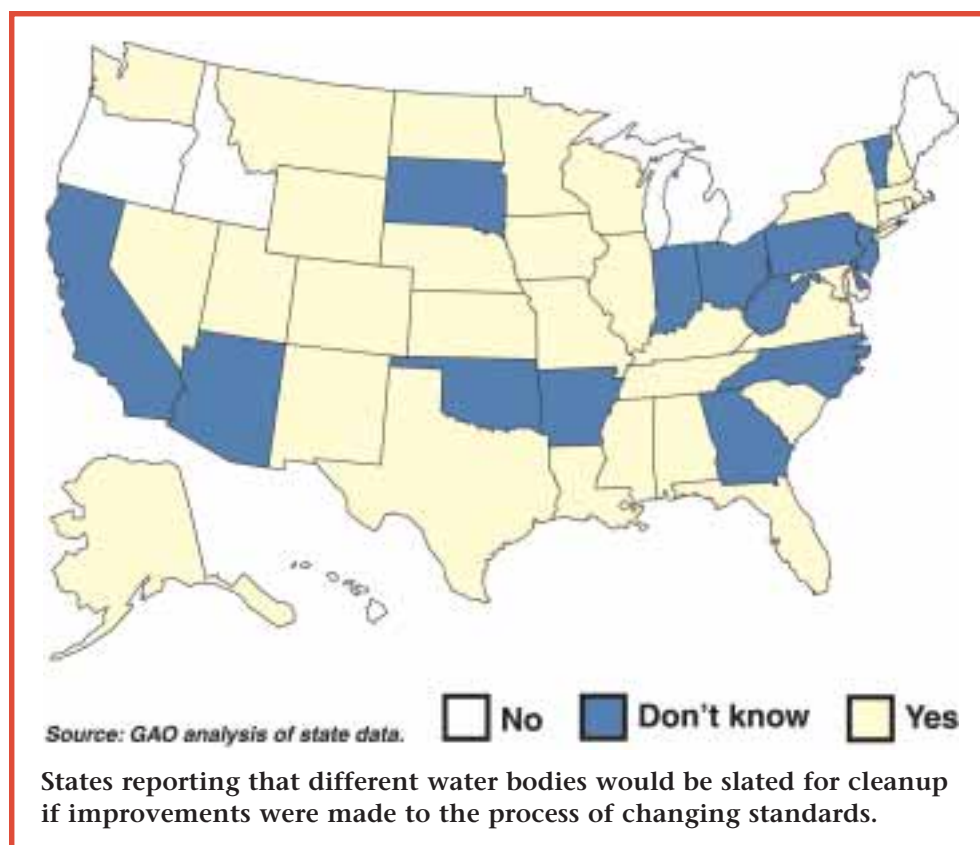 Source: GAO analysis of state data.
No
Don't know
Yes
States reporting that different water bodies would be slated for cleanup
if improvements were made to the process of changing standards.